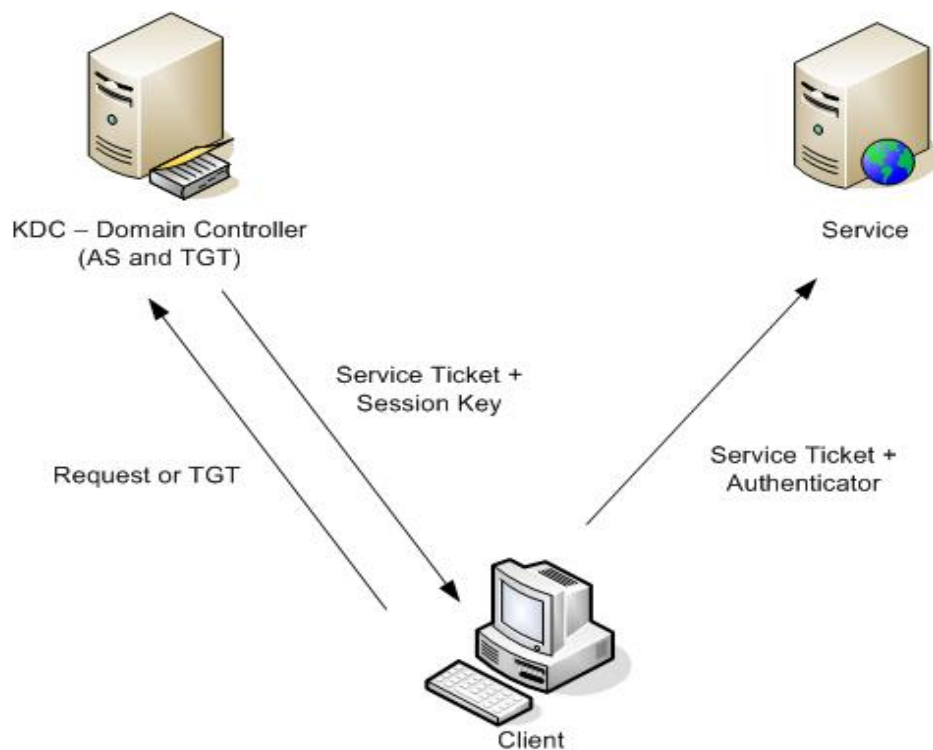 KDC – Domain Controller
(AS and TGT)
Service
Service Ticket +
Session Key
Request or TGT
Service Ticket +
Authenticator
Client